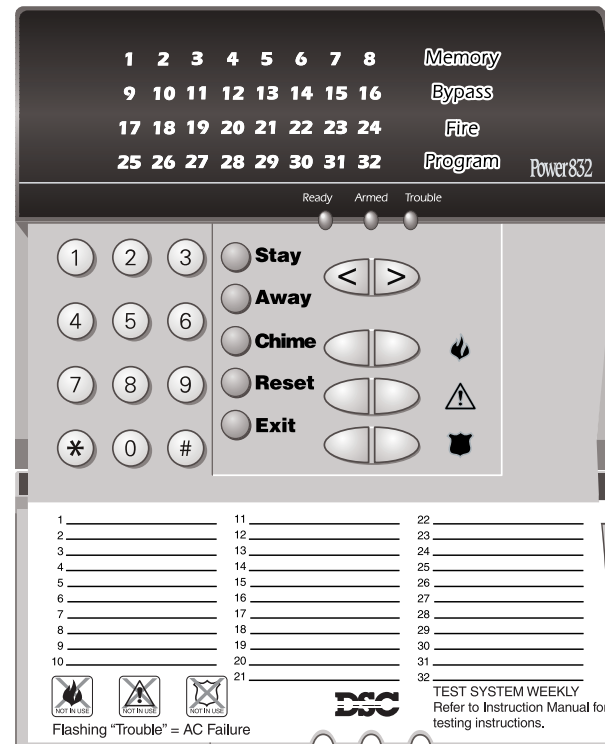 1 2 3 4 5 6 7 8 Memory
9 10 11 12 13 14 15 16 Bypass
17 18 19 20 21 22 23 24 Fire
25 26 27 28 29 30 31 32 Program
Power832
Ready Armed Trouble
1 2 3
4 5 6
7 8 9
* 0 #
Stay
Away
Chime
Reset
Exit
< >
1
2
3
4
5
6
7
8
9
10
11
12
13
14
15
16
17
18
19
20
21
22
23
24
25
26
27
28
29
30
31
32
NOT IN USE NOT IN USE NOT IN USE
Flashing "Trouble" = AC Failure
DSC
TEST SYSTEM WEEKLY
Refer to Instruction Manual for
testing instructions.